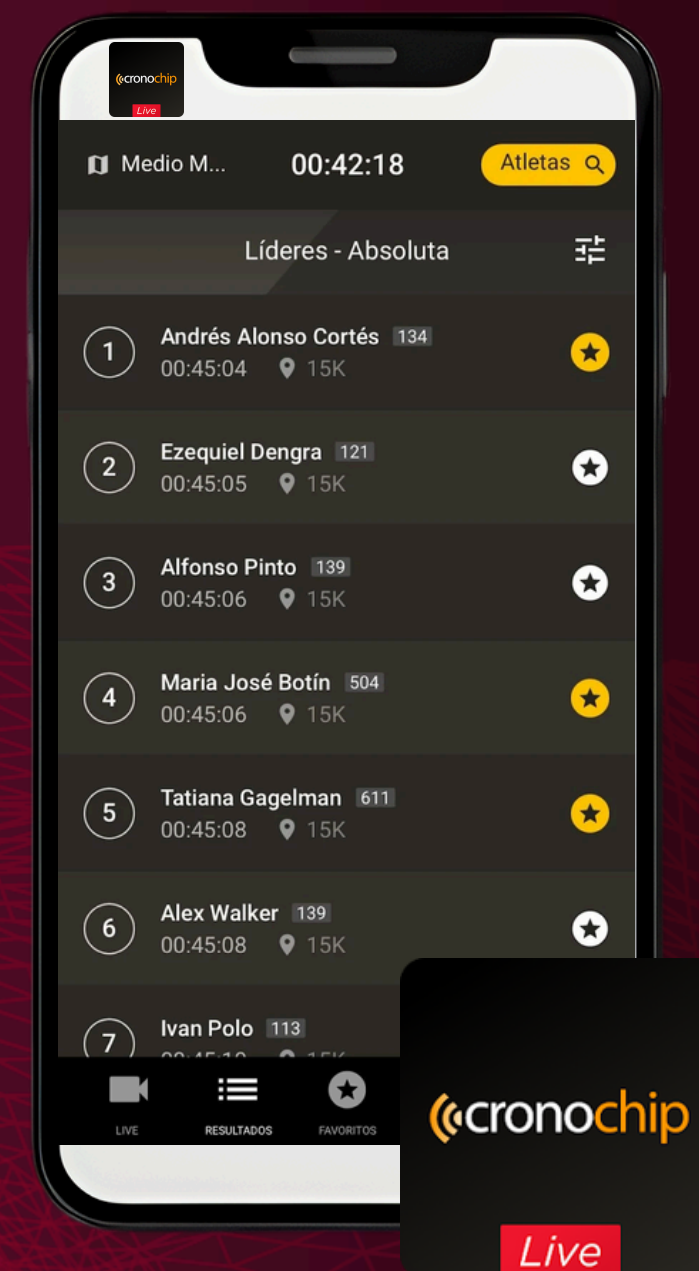 cronochip
Live
Medio M... 00:42:18 Atletas
Líderes - Absoluta
1 Andrés Alonso Cortés 134
00:45:04 15K
2 Ezequiel Dengra 121
00:45:05 15K
3 Alfonso Pinto 139
00:45:06 15K
4 Maria José Botín 504
00:45:06 15K
5 Tatiana Gagelman 611
00:45:08 15K
6 Alex Walker 139
00:45:08 15K
7 Ivan Polo 113
LIVE RESULTADOS FAVORITOS
cronochip
Live